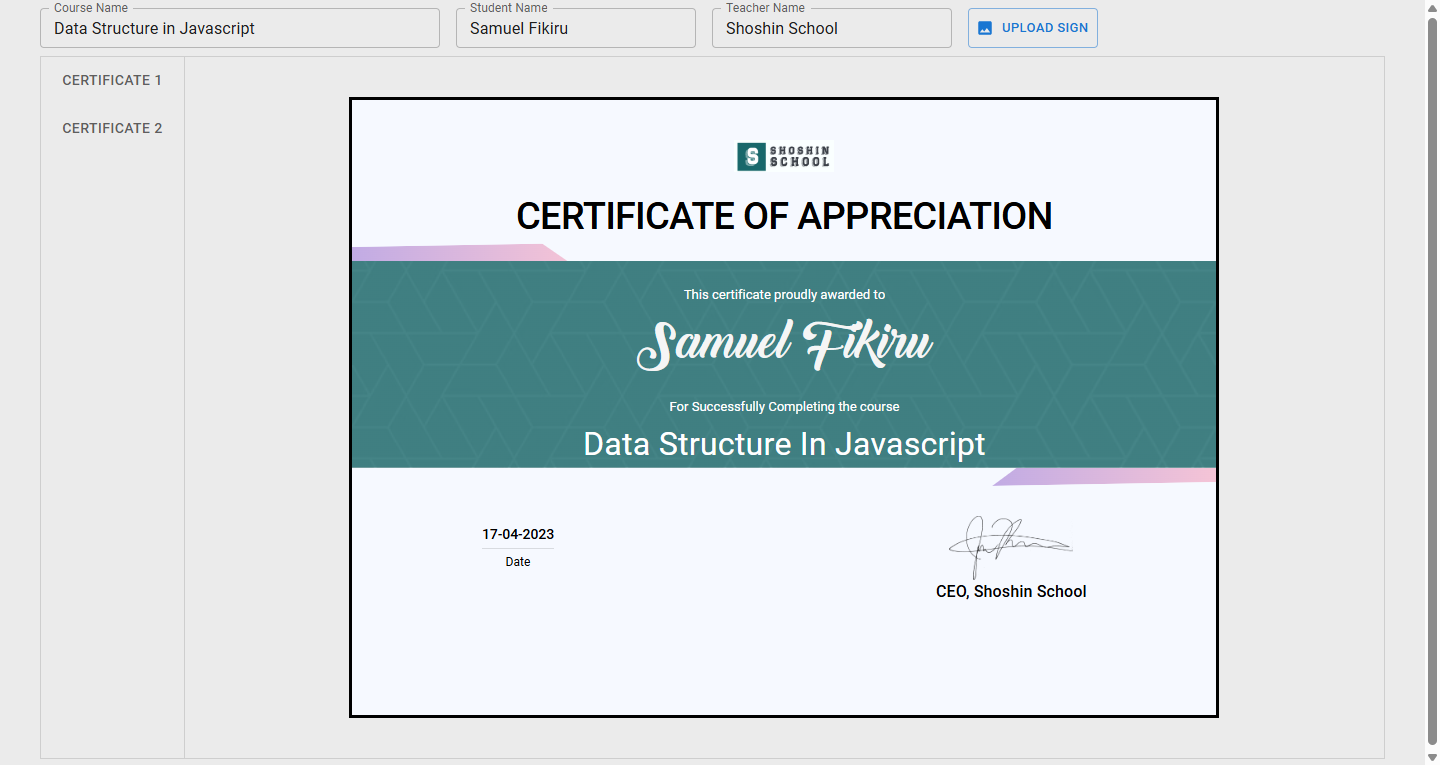 Course Name
Data Structure in Javascript
Student Name
Samuel Fikiru
Teacher Name
Shoshin School
UPLOAD SIGN
CERTIFICATE 1
CERTIFICATE 2
S
SHOSHIN
SCHOOL
CERTIFICATE OF APPRECIATION
This certificate proudly awarded to
Samuel Fikiru
For Successfully Completing the course
Data Structure In Javascript
17-04-2023
Date
CEO, Shoshin School